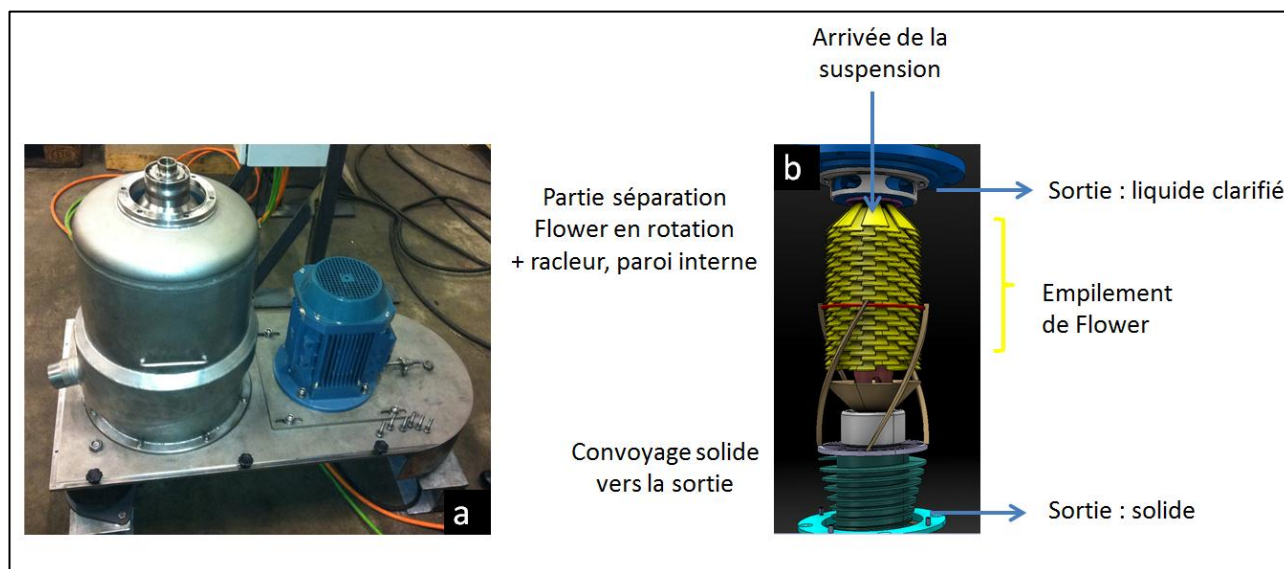 Arrivée de la
suspension
b
Sortie : liquide clarifié
Partie séparation
Flower en rotation
+ racleur, paroi interne
Empilement
de Flower
Convoyage solide
vers la sortie
Sortie : solide
a